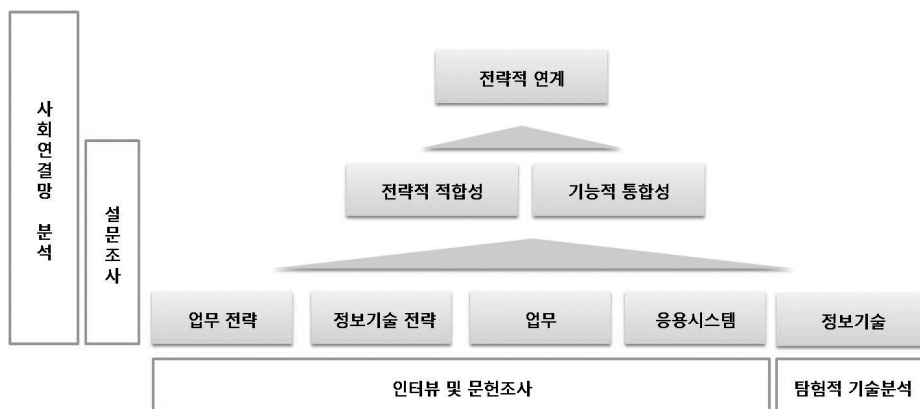 사회연결망 분석
설문조사
전략적 연계
전략적 적합성
기능적 통합성
업무 전략
정보기술 전략
업무
응용시스템
정보기술
인터뷰 및 문헌조사
탐험적 기술분석